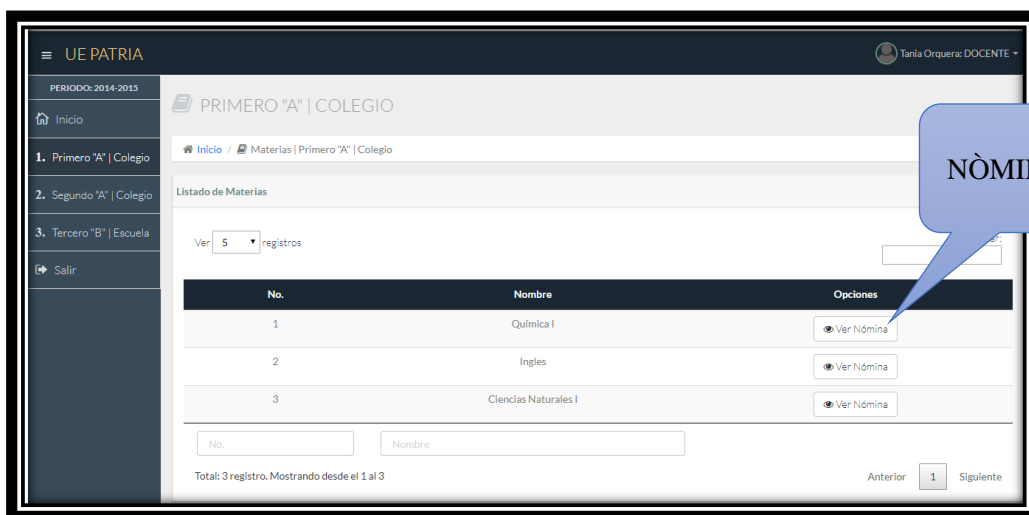 ≡ UE PATRIA
Tania Orquera: DOCENTE
PERIODO: 2014-2015
Inicio
1. Primero "A" | Colegio
2. Segundo "A" | Colegio
3. Tercero "B" | Escuela
Salir
PRIMERO "A" | COLEGIO
Inicio / Materias | Primero "A" | Colegio
Listado de Materias
Ver 5 registros
No. Nombre Opciones
1 Química I Ver Nómina
2 Ingles Ver Nómina
3 Ciencias Naturales I Ver Nómina
No. Nombre
Total: 3 registro. Mostrando desde el 1 al 3
Anterior 1 Siguiente